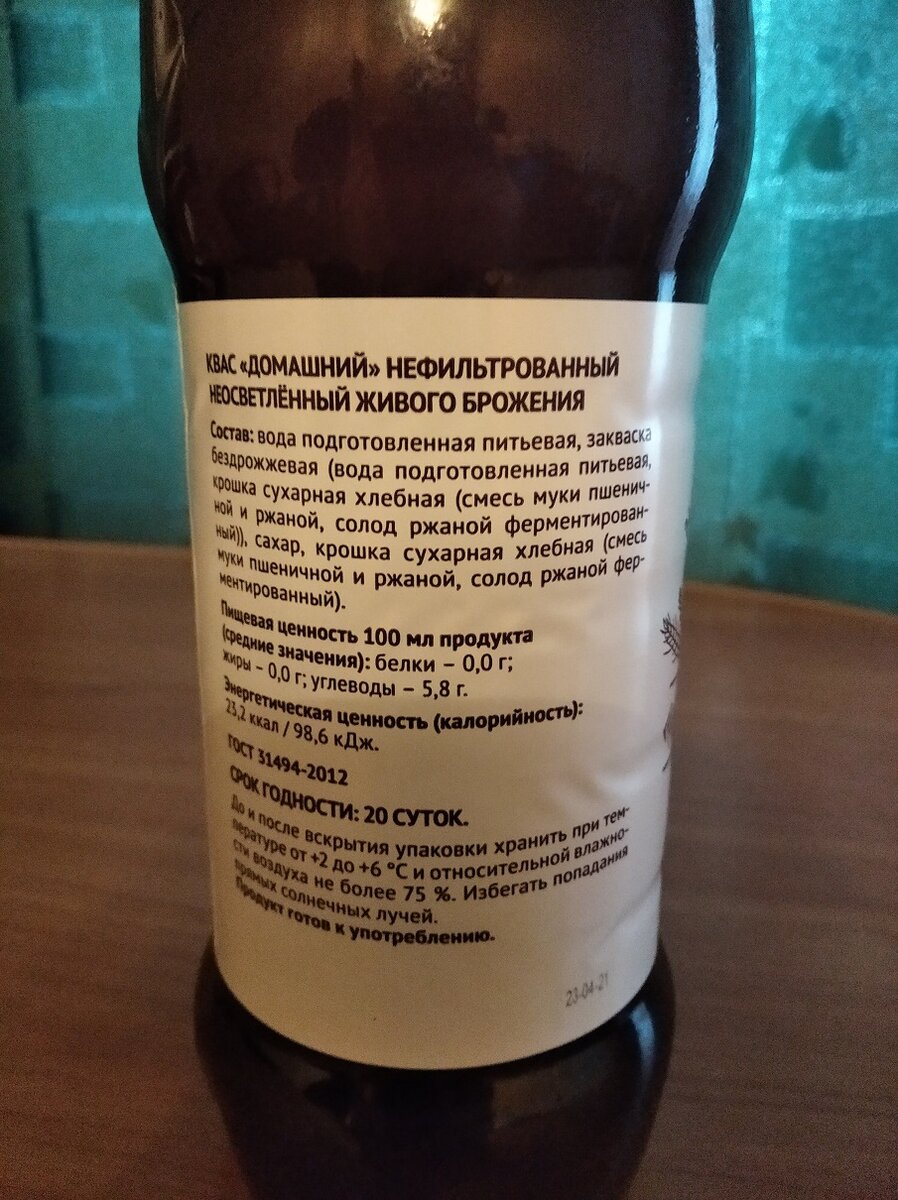 КВАС «ДОМАШНИЙ» НЕФИЛЬТРОВАННЫЙ
НЕОСВЕТЛЁННЫЙ ЖИВОГО БРОЖЕНИЯ
Состав: вода подготовленная питьевая, закваска
бездрожжевая (вода подготовленная питьевая,
крошка сухарная хлебная (смесь муки пшенич-
ной и ржаной, солод ржаной ферментирован-
ный)), сахар, крошка сухарная хлебная (смесь
муки пшеничной и ржаной, солод ржаной фер-
ментированный).
Пищевая ценность 100 мл продукта
(средние значения): белки – 0,0 г;
жиры – 0,0 г; углеводы – 5,8 г.
Энергетическая ценность (калорийность):
23,2 ккал / 98,6 кДж.
ГОСТ 31494-2012
СРОК ГОДНОСТИ: 20 СУТОК.
До и после вскрытия упаковки хранить при тем-
пературе от +2 до +6 °С и относительной влажно-
сти воздуха не более 75 %. Избегать попадания
прямых солнечных лучей.
Продукт готов к употреблению.
23-04-21